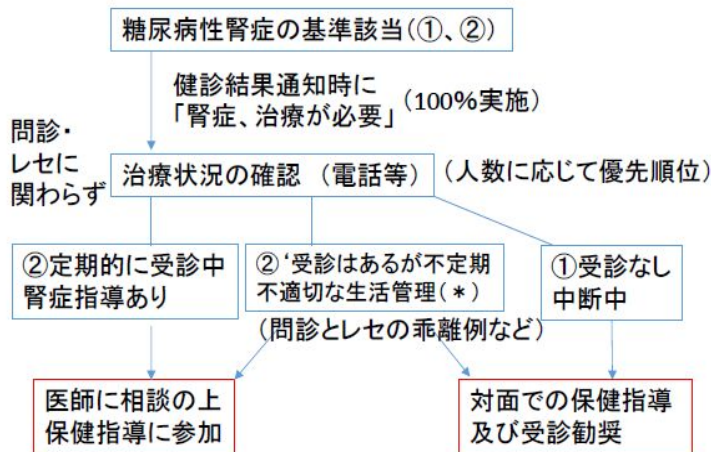 糖尿病性腎症の基準該当(①、②)
健診結果通知時に
「腎症、治療が必要」
(100%実施)
問診・
レセに
関わらず
治療状況の確認 (電話等)
(人数に応じて優先順位)
②定期的に受診中
腎症指導あり
②‘受診はあるが不定期
不適切な生活管理(*)
①受診なし
中断中
(問診とレセの乖離例など)
医師に相談の上
保健指導に参加
対面での保健指導
及び受診勧奨